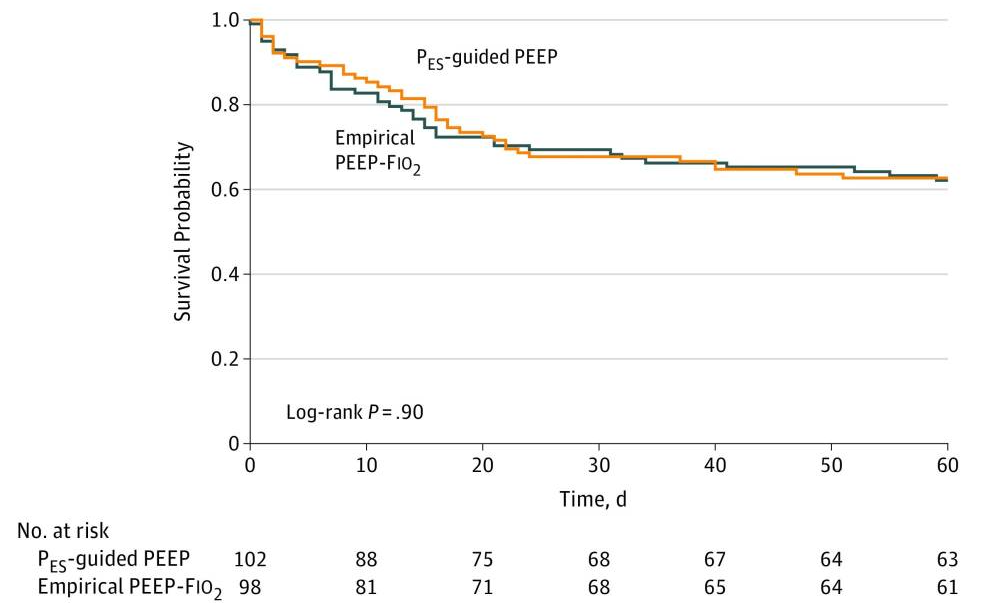 1.0
0.8
0.6
0.4
0.2
0
Survival Probability
PES-guided PEEP
Empirical
PEEP-FIO2
Log-rank P = .90
0 10 20 30 40 50 60
Time, d
No. at risk
PES-guided PEEP 102 88 75 68 67 64 63
Empirical PEEP-FIO2 98 81 71 68 65 64 61